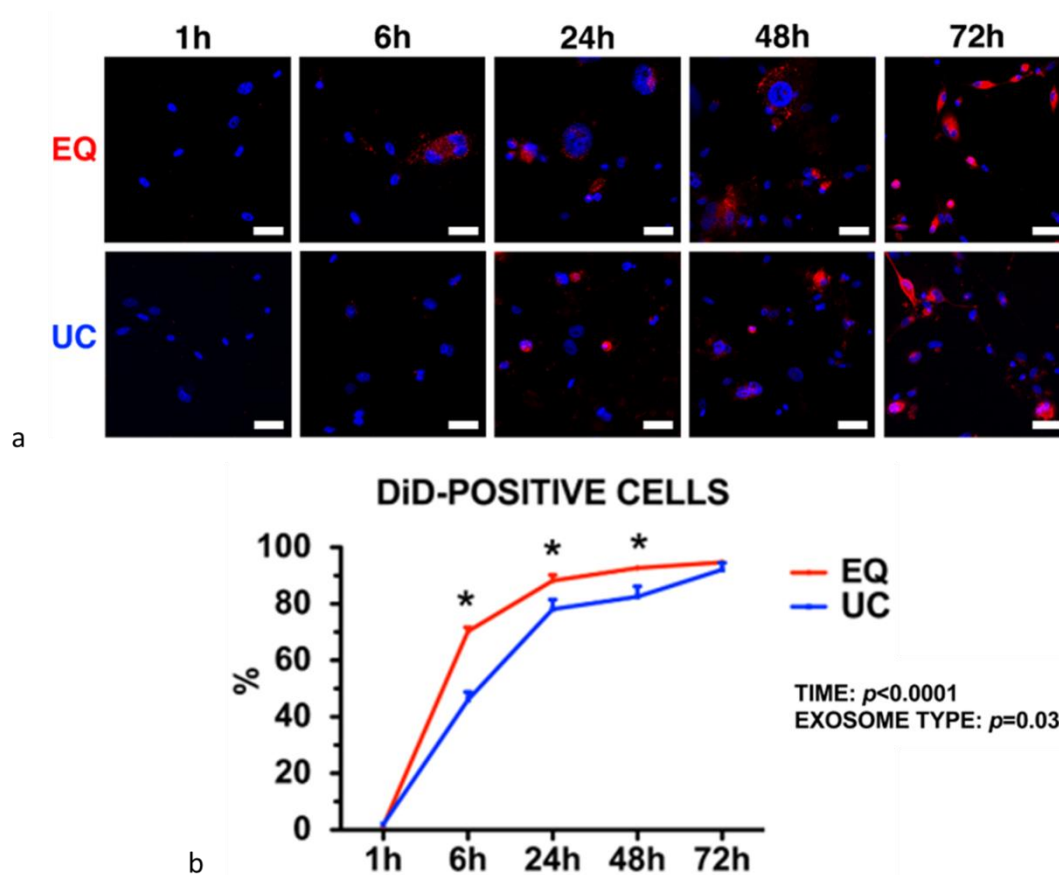 1h 6h 24h 48h 72h
EQ
UC
a
DiD-POSITIVE CELLS
100
80
60
40
20
0
%
* * *
EQ
UC
TIME: p<0.0001
EXOSOME TYPE: p=0.03
1h 6h 24h 48h 72h
b